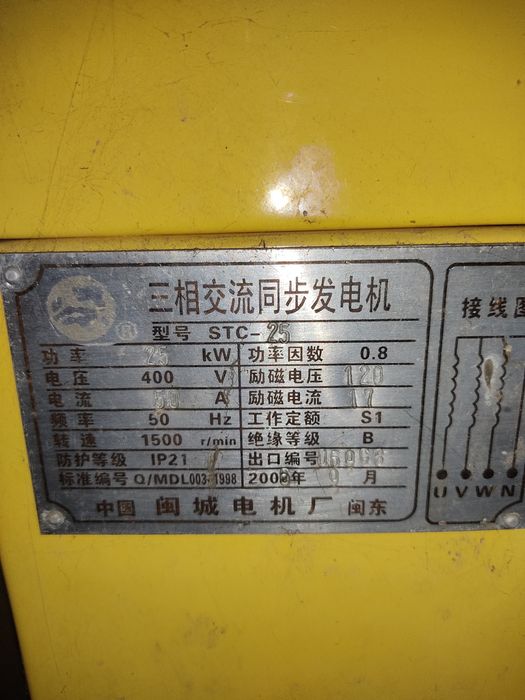 三相交流同步发电机
接线图
®
型号 STC-25
功率 25 kW 功率因数 0.8
电压 400 V 励磁电压
电流 A 励磁电流 17
频率 50 Hz 工作定额 S1
转速 1500 r/min 绝缘等级 B
防护等级 IP21 出口编号
标准编号 Q/MDL003-1998 200 年 9 月
中国 闽城电机厂 闽东
U V W N